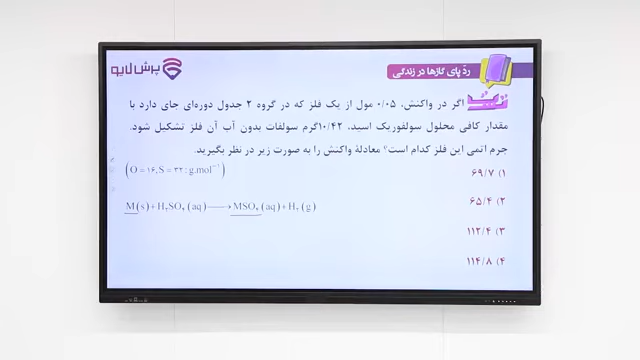 پرش لایو
ردّ پای گازها در زندگی
تست اگر در واکنش، ۰/۰۵ مول از یک فلز که در گروه ۲ جدول دوره‌ای جای دارد با
مقدار کافی محلول سولفوریک اسید، ۱۰/۴۲گرم سولفات بدون آب آن فلز تشکیل شود.
جرم اتمی این فلز کدام است؟ معادلهٔ واکنش را به صورت زیر در نظر بگیرید.
(O = ۱۶, S = ۳۲ : g.mol⁻¹)
M(s) + H₂SO₄(aq) ⟶ MSO₄(aq) + H₂(g)
۱) ۶۹/۷
۲) ۶۵/۴
۳) ۱۱۲/۴
۴) ۱۱۴/۸